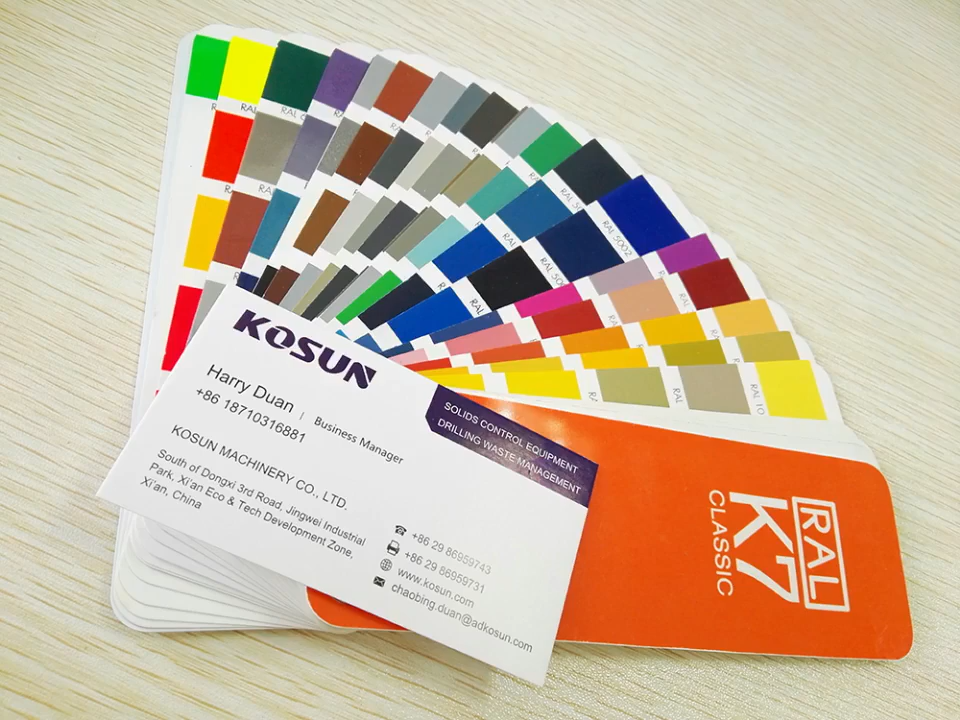 KOSUN
Harry Duan | Business Manager
+86 18710316881
SOLIDS CONTROL EQUIPMENT
DRILLING WASTE MANAGEMENT
KOSUN MACHINERY CO., LTD.
South of Dongxi 3rd Road, Jingwei Industrial
Park, Xi'an Eco & Tech Development Zone,
Xi'an, China
+86 29 86959743
+86 29 86959731
www.kosun.com
chaobing.duan@adkosun.com
RAL
K7
CLASSIC
RAL 5002